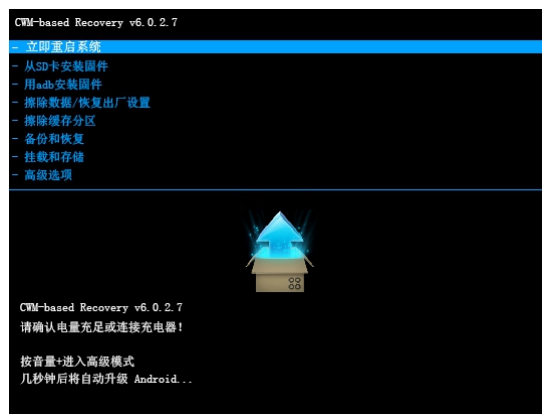 CWM-based Recovery v6.0.2.7
- 立即重启系统
- 从SD卡安装固件
- 用adb安装固件
- 擦除数据/恢复出厂设置
- 擦除缓存分区
- 备份和恢复
- 挂载和存储
- 高级选项
CWM-based Recovery v6.0.2.7
请确认电量充足或连接充电器!
按音量+进入高级模式
几秒钟后将自动升级 Android...